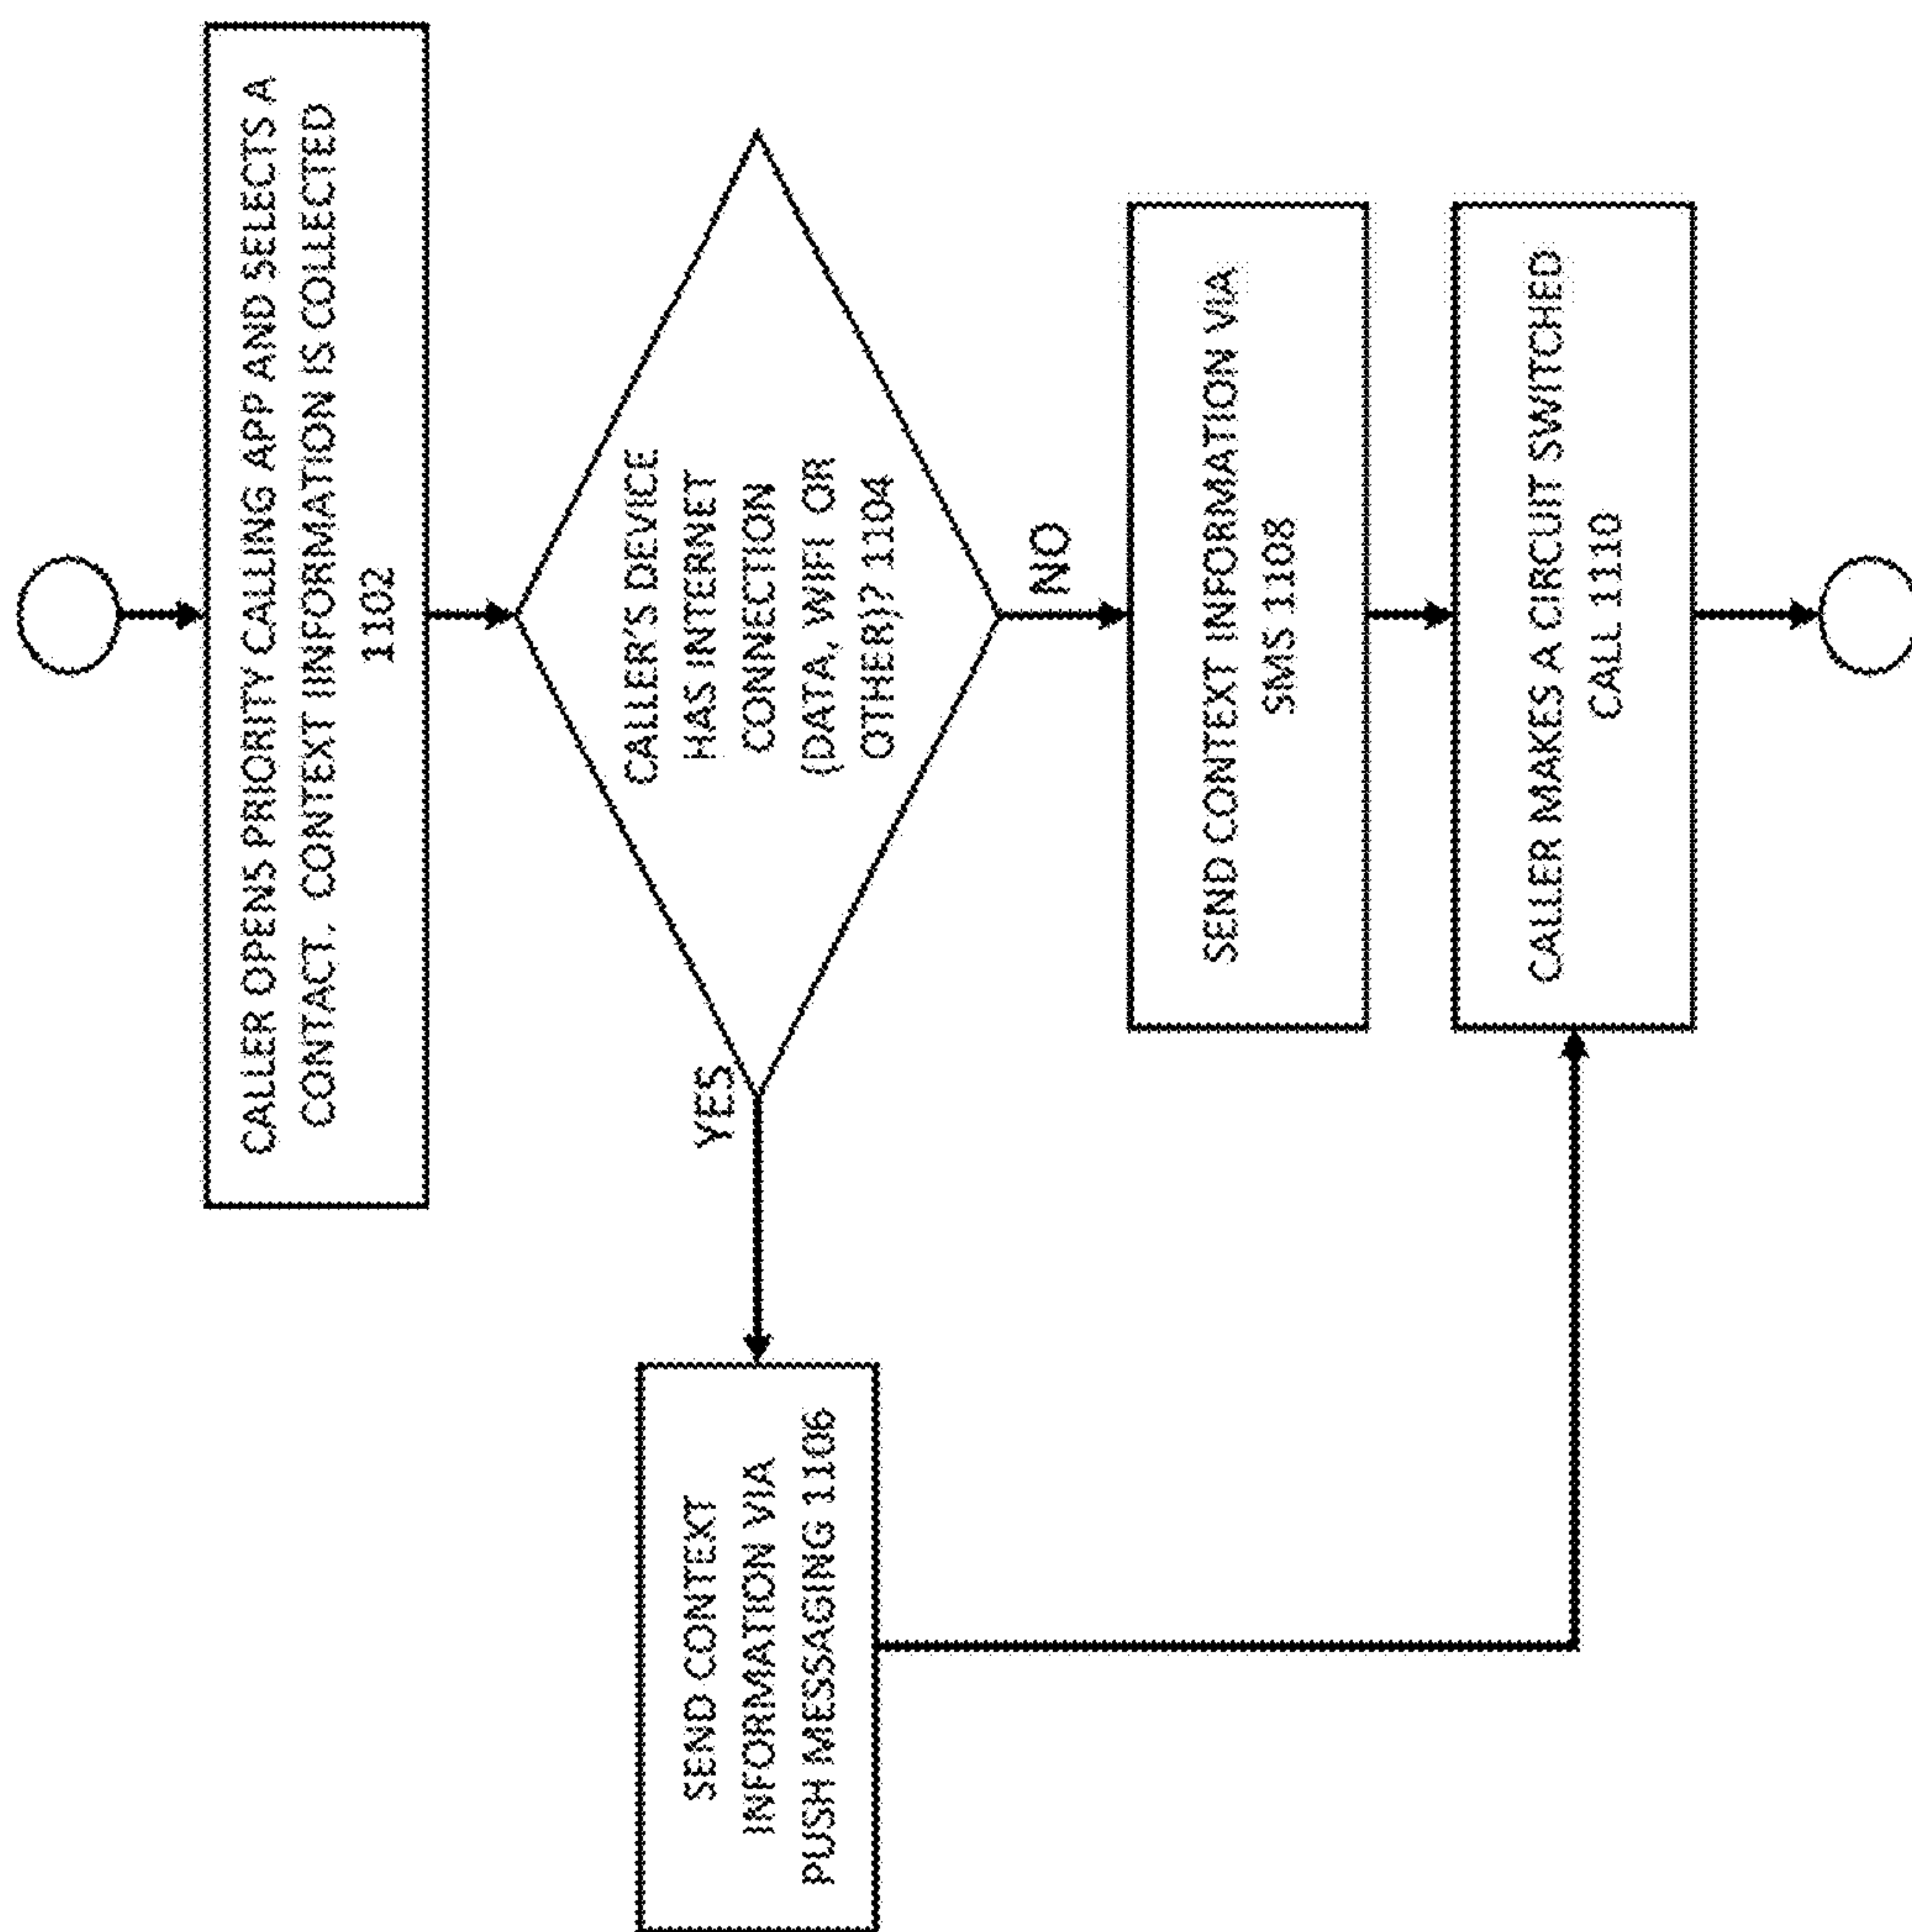 CALLER OPENS PRIORITY CALLING APP AND SELECTS A
CONTACT. CONTEXT IINFORMATION IS COLLECTED
1102
CALLER'S DEVICE
HAS INTERNET
CONNECTION
(DATA, WIFI OR
OTHER)? 1104
YES
NO
SEND CONTEXT
INFORMATION VIA
PUSH MESSAGING 1106
SEND CONTEXT INFORMATION VIA
SMS 1108
CALLER MAKES A CIRCUIT SWITCHED
CALL 1110